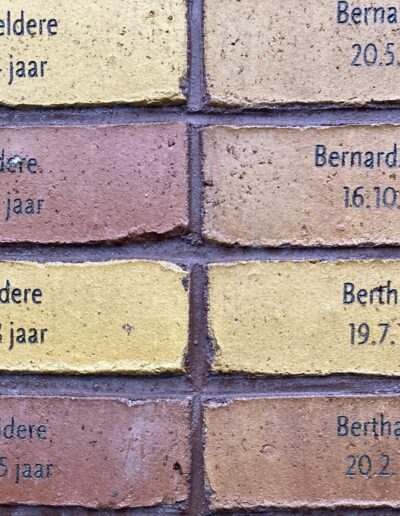 eldere
jaar
Bernar
20.5.
dere
jaar
Bernard
16.10.
dere
jaar
Berth
19.7.
ldere
5 jaar
Bertha
20.2.